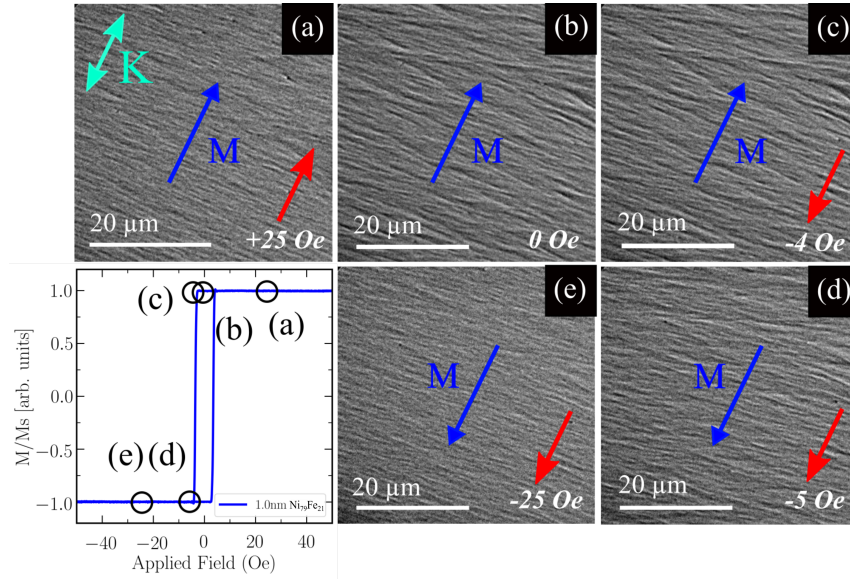 (a)
K
M
20 µm
+25 Oe
(b)
M
20 µm
0 Oe
(c)
M
20 µm
-4 Oe
M/Ms [arb. units]
1.0
0.5
0.0
−0.5
−1.0
(c)
(b)
(a)
(e) (d)
1.0nm Ni₇₉Fe₂₁
−40 −20 0 20 40
Applied Field (Oe)
(e)
M
20 µm
-25 Oe
(d)
M
20 µm
-5 Oe